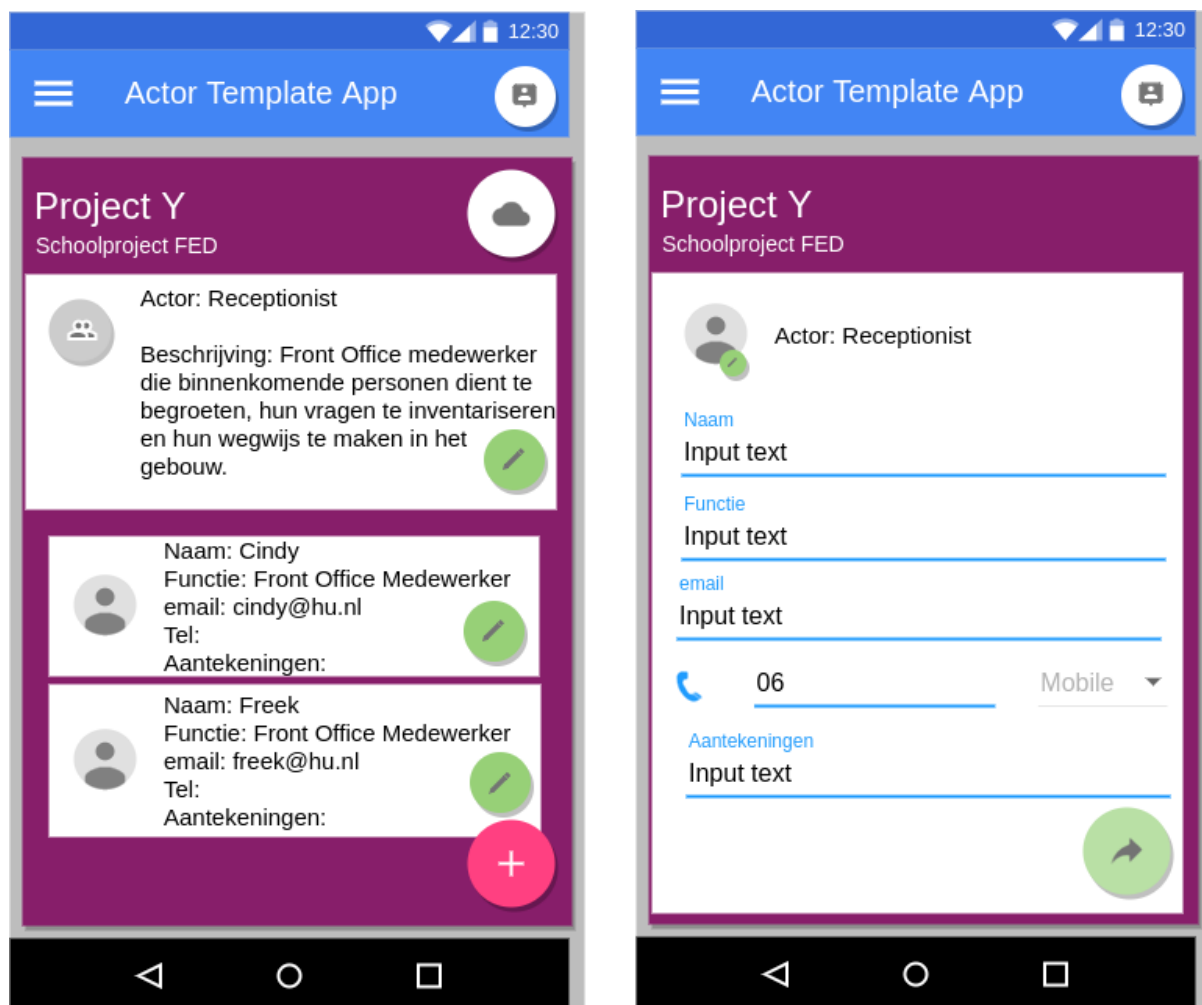 12:30
Actor Template App
Project Y
Schoolproject FED
Actor: Receptionist
Beschrijving: Front Office medewerker
die binnenkomende personen dient te
begroeten, hun vragen te inventariseren
en hun wegwijs te maken in het
gebouw.
Naam: Cindy
Functie: Front Office Medewerker
email: cindy@hu.nl
Tel:
Aantekeningen:
Naam: Freek
Functie: Front Office Medewerker
email: freek@hu.nl
Tel:
Aantekeningen:
12:30
Actor Template App
Project Y
Schoolproject FED
Actor: Receptionist
Naam
Input text
Functie
Input text
email
Input text
06 Mobile
Aantekeningen
Input text